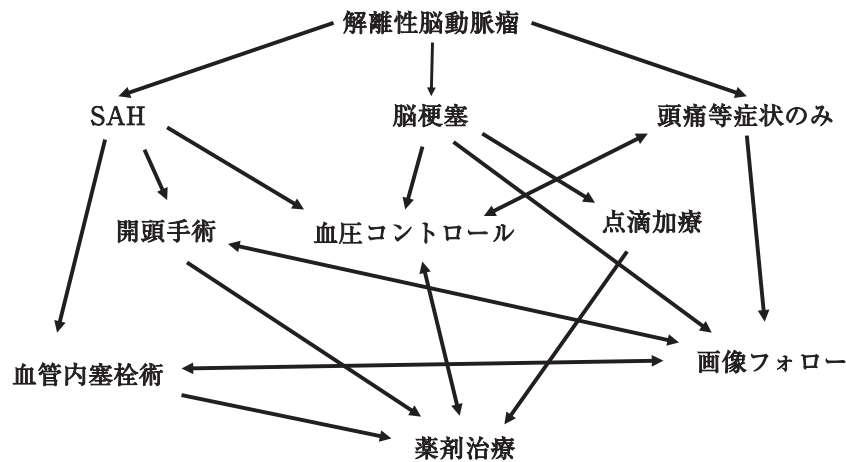 解離性脳動脈瘤
SAH
脳梗塞
頭痛等症状のみ
開頭手術
血圧コントロール
点滴加療
血管内塞栓術
画像フォロー
薬剤治療